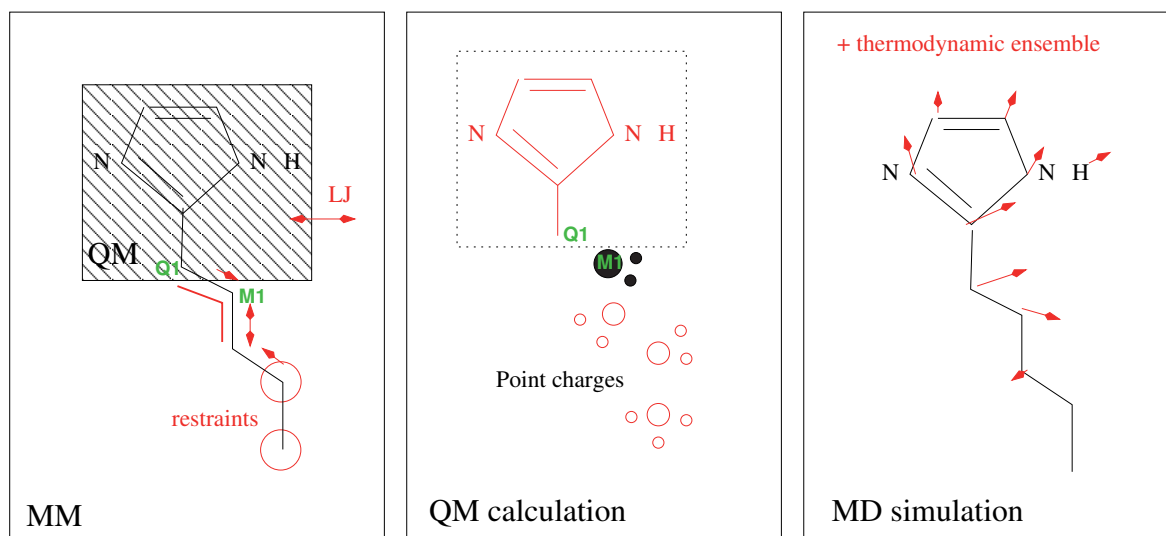 N
N H
LJ
QM
Q1
M1
restraints
MM
N
N H
Q1
M1
Point charges
QM calculation
+ thermodynamic ensemble
N
N H
MD simulation